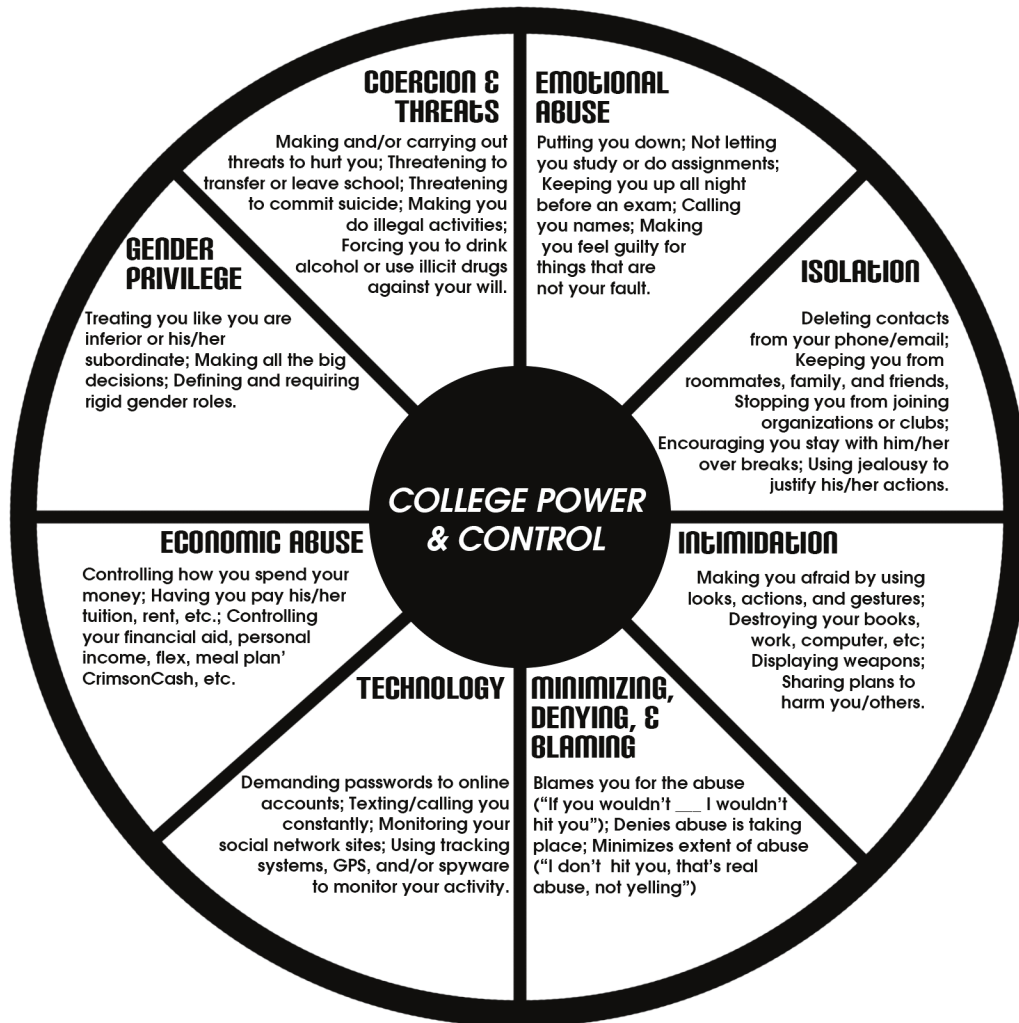 COERCION &
THREATS
Making and/or carrying out
threats to hurt you; Threatening to
transfer or leave school; Threatening
to commit suicide; Making you
do illegal activities;
Forcing you to drink
alcohol or use illicit drugs
against your will.
EMOTIONAL
ABUSE
Putting you down; Not letting
you study or do assignments;
Keeping you up all night
before an exam; Calling
you names; Making
you feel guilty for
things that are
not your fault.
ISOLATION
Deleting contacts
from your phone/email;
Keeping you from
roommates, family, and friends,
Stopping you from joining
organizations or clubs;
Encouraging you stay with him/her
over breaks; Using jealousy to
justify his/her actions.
INTIMIDATION
Making you afraid by using
looks, actions, and gestures;
Destroying your books,
work, computer, etc;
Displaying weapons;
Sharing plans to
harm you/others.
MINIMIZING,
DENYING, &
BLAMING
Blames you for the abuse
(“If you wouldn’t ___ I wouldn’t
hit you”); Denies abuse is taking
place; Minimizes extent of abuse
(“I don’t hit you, that’s real
abuse, not yelling”)
TECHNOLOGY
Demanding passwords to online
accounts; Texting/calling you
constantly; Monitoring your
social network sites; Using tracking
systems, GPS, and/or spyware
to monitor your activity.
ECONOMIC ABUSE
Controlling how you spend your
money; Having you pay his/her
tuition, rent, etc.; Controlling
your financial aid, personal
income, flex, meal plan’
CrimsonCash, etc.
GENDER
PRIVILEGE
Treating you like you are
inferior or his/her
subordinate; Making all the big
decisions; Defining and requiring
rigid gender roles.
COLLEGE POWER
& CONTROL